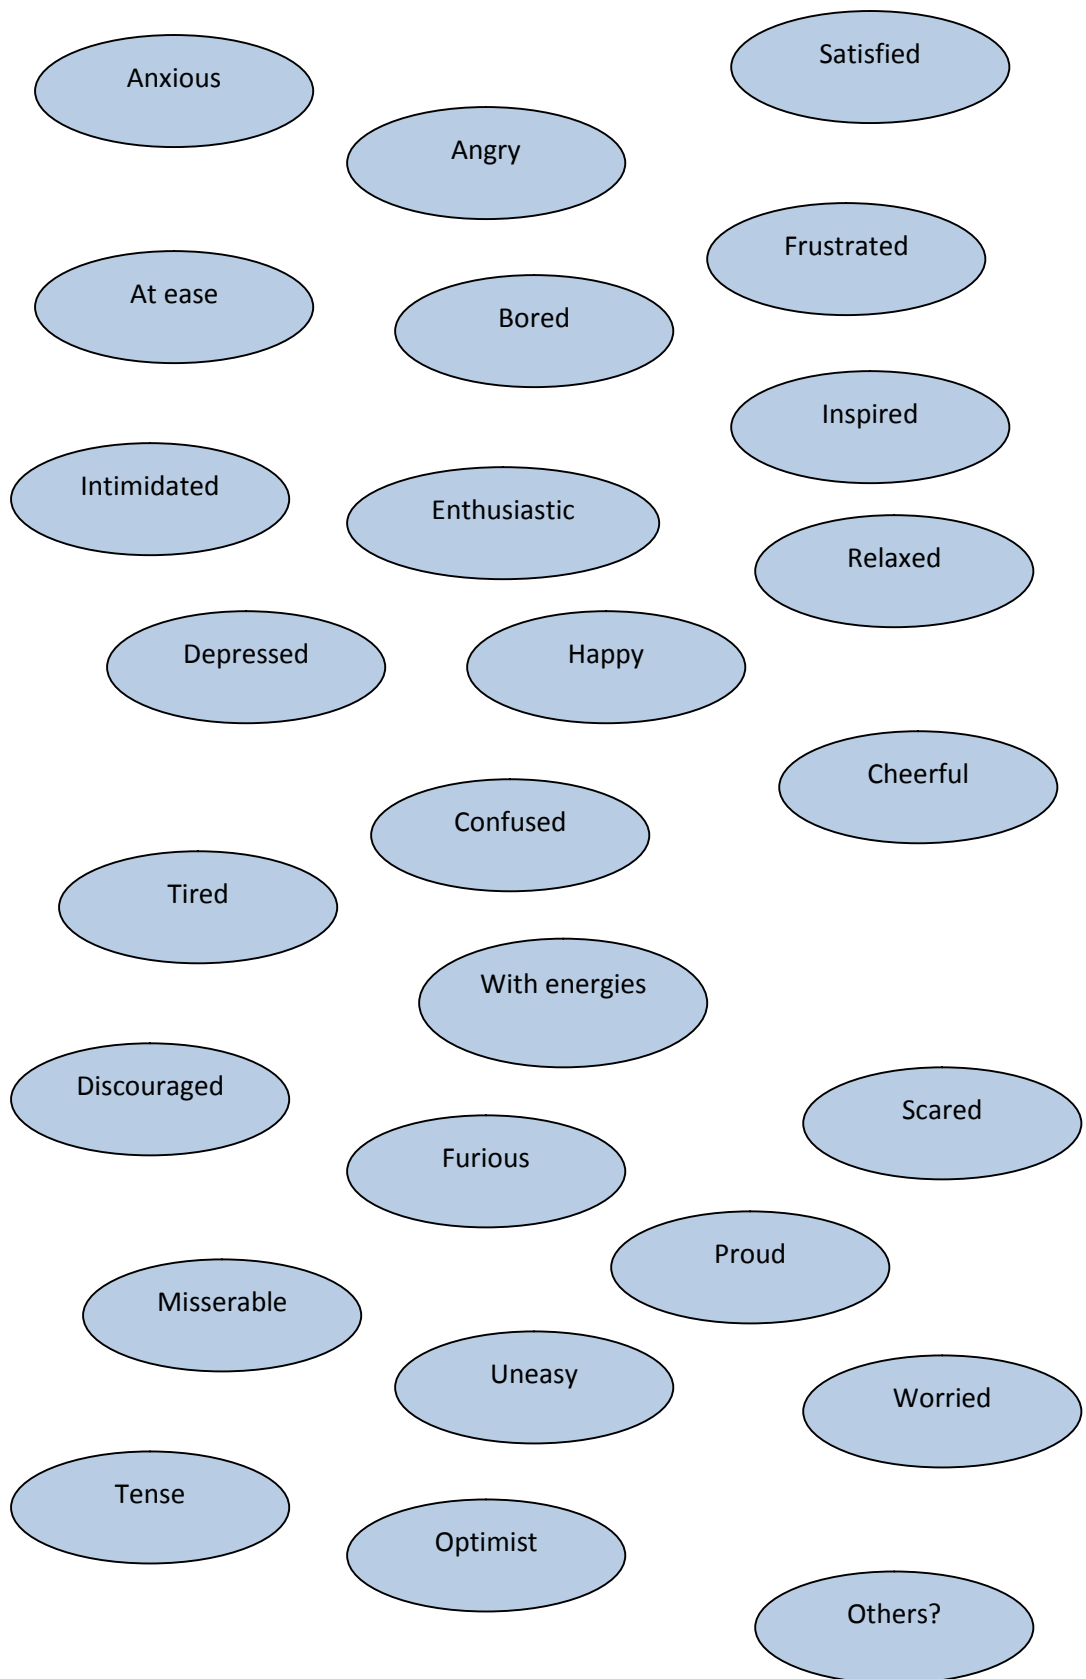 Satisfied
Anxious
Angry
Frustrated
At ease
Bored
Inspired
Intimidated
Enthusiastic
Relaxed
Depressed
Happy
Cheerful
Confused
Tired
With energies
Discouraged
Scared
Furious
Proud
Misserable
Uneasy
Worried
Tense
Optimist
Others?